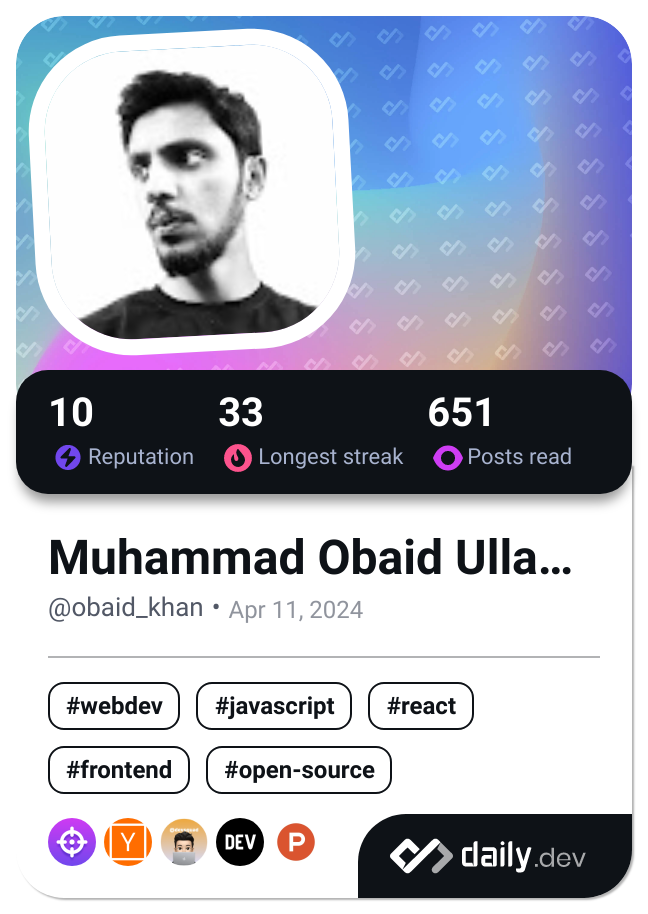 10 33 651
Reputation Longest streak Posts read
Muhammad Obaid Ulla...
@obaid_khan • Apr 11, 2024
#webdev #javascript #react
#frontend #open-source
Y DEV P
daily.dev